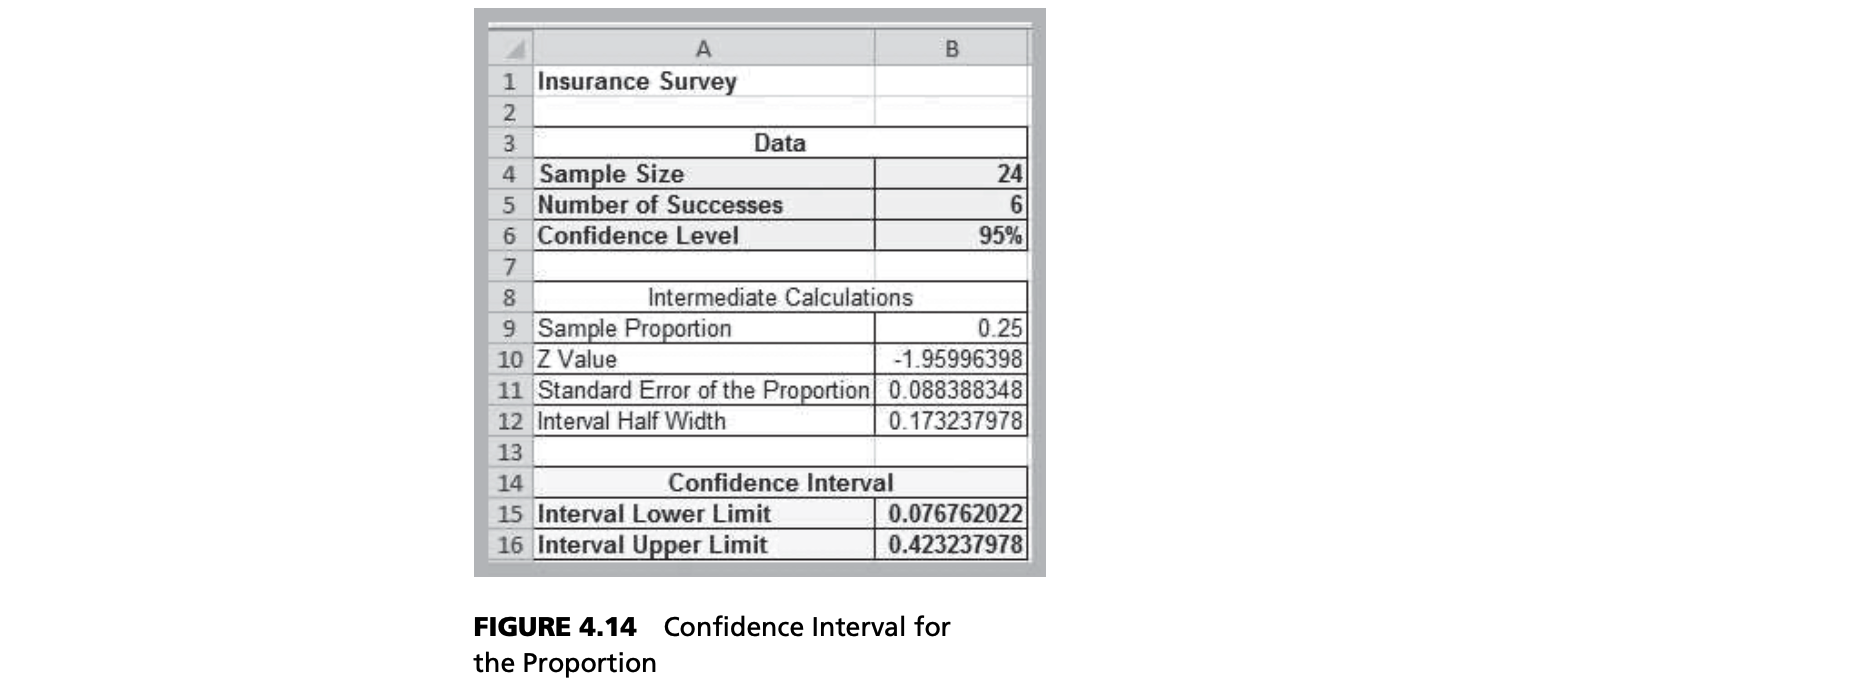 A B
1 Insurance Survey
2
3 Data
4 Sample Size 24
5 Number of Successes 6
6 Confidence Level 95%
7
8 Intermediate Calculations
9 Sample Proportion 0.25
10 Z Value -1.95996398
11 Standard Error of the Proportion 0.088388348
12 Interval Half Width 0.173237978
13
14 Confidence Interval
15 Interval Lower Limit 0.076762022
16 Interval Upper Limit 0.423237978
FIGURE 4.14 Confidence Interval for
the Proportion